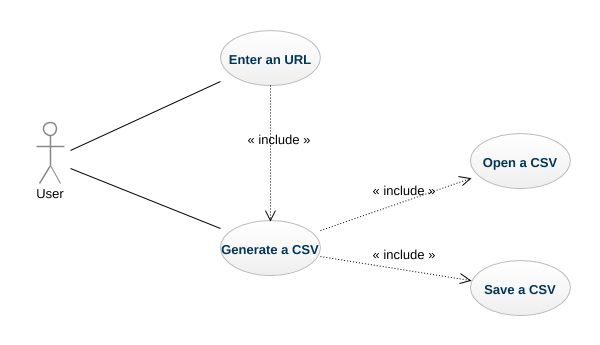 Enter an URL
« include »
Open a CSV
« include »
User
Generate a CSV
« include »
Save a CSV